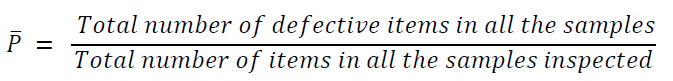 P̄ = Total number of defective items in all the samples
Total number of items in all the samples inspected